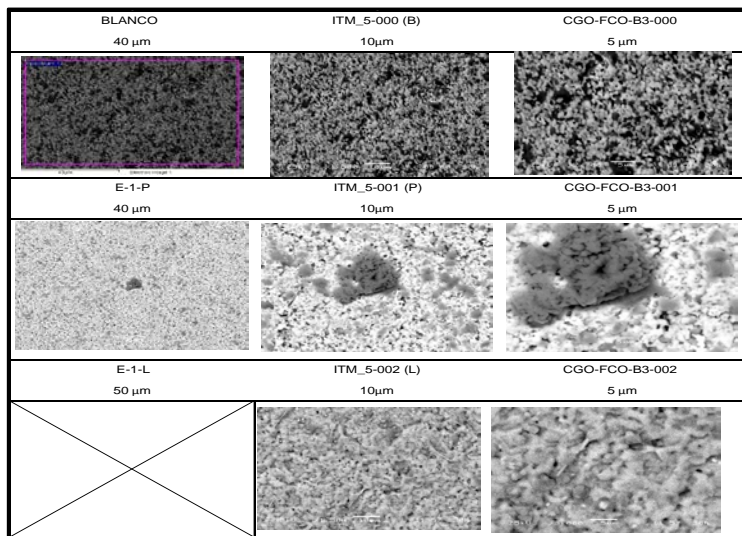 BLANCO
ITM_5-000 (B)
CGO-FCO-B3-000
40 µm
10µm
5 µm
E-1-P
ITM_5-001 (P)
CGO-FCO-B3-001
40 µm
10µm
5 µm
E-1-L
ITM_5-002 (L)
CGO-FCO-B3-002
50 µm
10µm
5 µm